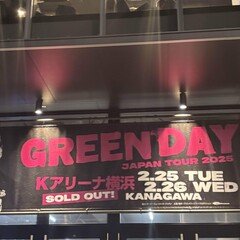 GREEN DAY
JAPAN TOUR 2025
Kアリーナ横浜
SOLD OUT!
2.25 TUE
2.26 WED
KANAGAWA